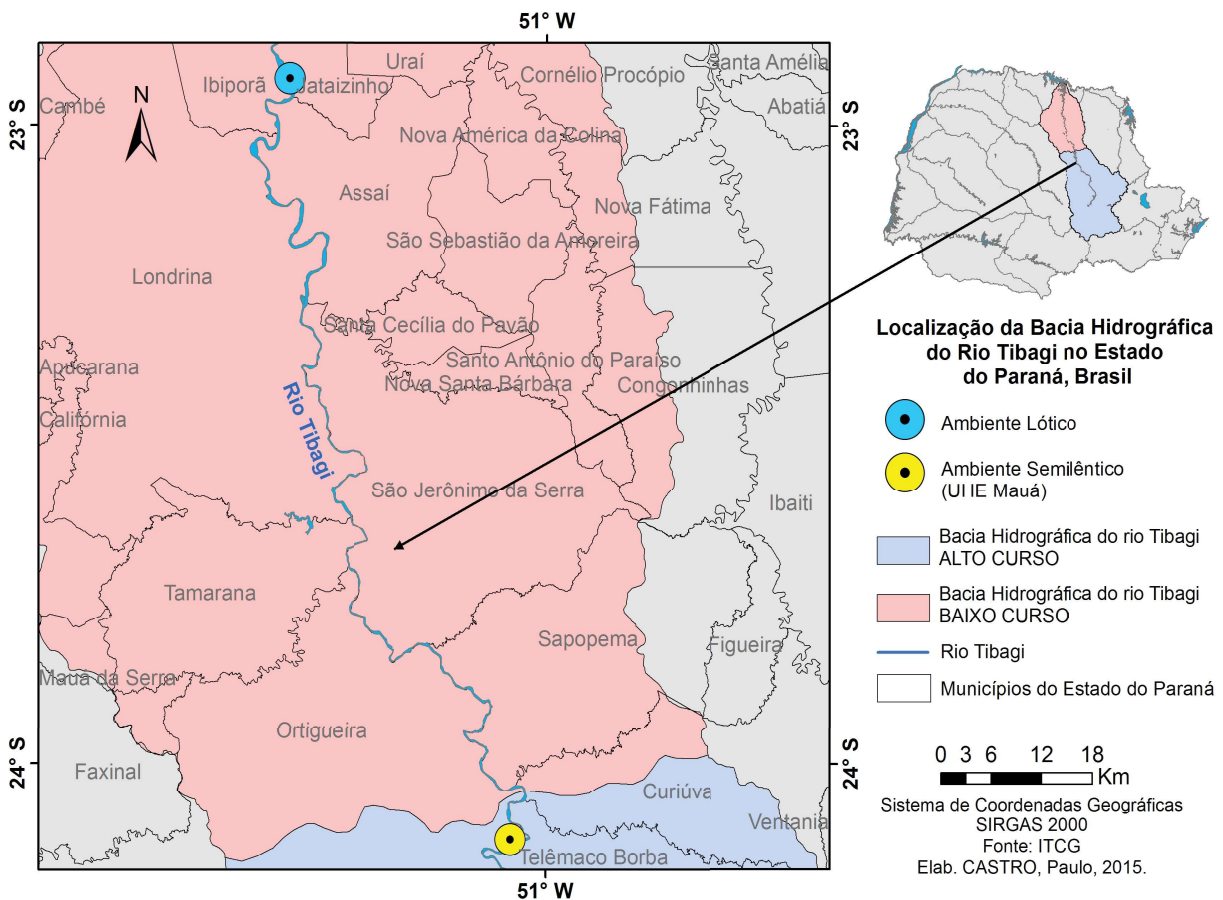 51° W
Uraí
Santa Amélia
Ibiporã
Jataizinho
Cornélio Procópio
Cambé
Abatiá
N
23° S
23° S
Nova América da Colina
Assaí
Nova Fátima
São Sebastião da Amoreira
Londrina
Santa Cecília do Pavão
Apucarana
Santo Antônio do Paraíso
Nova Santa Bárbara
Congonhinhas
Califórnia
Rio Tibagi
São Jerônimo da Serra
Ibaiti
Tamarana
Sapopema
Figueira
Mauá da Serra
Ortigueira
24° S
24° S
Faxinal
Curiúva
Ventania
Telêmaco Borba
51° W
Localização da Bacia Hidrográfica
do Rio Tibagi no Estado
do Paraná, Brasil
Ambiente Lótico
Ambiente Semilêntico
(UHE Mauá)
Bacia Hidrográfica do rio Tibagi
ALTO CURSO
Bacia Hidrográfica do rio Tibagi
BAIXO CURSO
Rio Tibagi
Municípios do Estado do Paraná
0 3 6 12 18
Km
Sistema de Coordenadas Geográficas
SIRGAS 2000
Fonte: ITCG
Elab. CASTRO, Paulo, 2015.